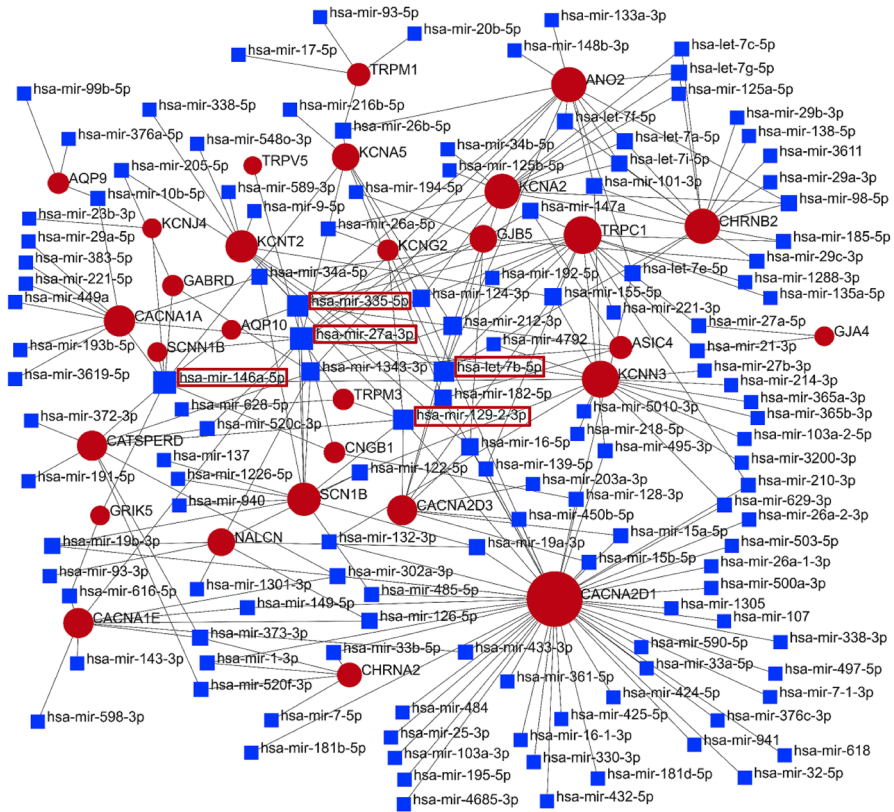 hsa-mir-93-5p
hsa-mir-20b-5p
hsa-mir-17-5p
TRPM1
hsa-mir-133a-3p
hsa-mir-148b-3p
hsa-let-7c-5p
hsa-let-7g-5p
ANO2
hsa-mir-125a-5p
hsa-mir-99b-5p
hsa-mir-338-5p
hsa-mir-216b-5p
hsa-mir-26b-5p
hsa-let-7f-5p
hsa-mir-29b-3p
hsa-mir-376a-5p
hsa-mir-548o-3p
hsa-mir-34b-5p
hsa-let-7a-5p
hsa-mir-138-5p
hsa-mir-205-5p
TRPV5
KCNA5
hsa-mir-125b-5p
hsa-let-7i-5p
hsa-mir-3611
AQP9
hsa-mir-589-3p
hsa-mir-194-5p
KCNA2
hsa-mir-101-3p
hsa-mir-29a-3p
hsa-mir-10b-5p
hsa-mir-9-5p
hsa-mir-98-5p
hsa-mir-23b-3p
KCNJ4
hsa-mir-26a-5p
hsa-mir-147a
CHRNB2
hsa-mir-29a-5p
KCNT2
KCNG2
GJB5
TRPC1
hsa-mir-185-5p
hsa-mir-383-5p
hsa-mir-29c-3p
hsa-mir-221-5p
GABRD
hsa-mir-34a-5p
hsa-mir-192-5p
hsa-let-7e-5p
hsa-mir-1288-3p
hsa-mir-449a
hsa-mir-335-5p
hsa-mir-124-3p
hsa-mir-155-5p
hsa-mir-135a-5p
CACNA1A
AQP10
hsa-mir-212-3p
hsa-mir-221-3p
hsa-mir-27a-5p
hsa-mir-193b-5p
SCNN1B
hsa-mir-27a-3p
hsa-mir-4792
ASIC4
GJA4
hsa-mir-21-3p
hsa-mir-3619-5p
hsa-mir-146a-5p
hsa-mir-1343-3p
hsa-let-7b-5p
KCNN3
hsa-mir-27b-3p
hsa-mir-214-3p
hsa-mir-628-5p
TRPM3
hsa-mir-182-5p
hsa-mir-365a-3p
hsa-mir-372-3p
hsa-mir-520c-3p
hsa-mir-129-2-3p
hsa-mir-5010-3p
hsa-mir-365b-3p
hsa-mir-218-5p
hsa-mir-103a-2-5p
CATSPERD
hsa-mir-137
CNGB1
hsa-mir-16-5p
hsa-mir-495-3p
hsa-mir-3200-3p
hsa-mir-191-5p
hsa-mir-1226-5p
hsa-mir-122-5p
hsa-mir-139-5p
hsa-mir-203a-3p
hsa-mir-210-3p
hsa-mir-940
SCN1B
hsa-mir-128-3p
hsa-mir-629-3p
GRIK5
CACNA2D3
hsa-mir-450b-5p
hsa-mir-26a-2-3p
hsa-mir-19b-3p
NALCN
hsa-mir-132-3p
hsa-mir-19a-3p
hsa-mir-15a-5p
hsa-mir-503-5p
hsa-mir-93-3p
hsa-mir-302a-3p
hsa-mir-15b-5p
hsa-mir-26a-1-3p
hsa-mir-616-5p
hsa-mir-1301-3p
hsa-mir-485-5p
hsa-mir-500a-3p
CACNA2D1
hsa-mir-149-5p
hsa-mir-1305
CACNA1E
hsa-mir-126-5p
hsa-mir-107
hsa-mir-373-3p
hsa-mir-33b-5p
hsa-mir-433-3p
hsa-mir-590-5p
hsa-mir-338-3p
hsa-mir-143-3p
hsa-mir-1-3p
CHRNA2
hsa-mir-33a-5p
hsa-mir-497-5p
hsa-mir-520f-3p
hsa-mir-361-5p
hsa-mir-424-5p
hsa-mir-7-1-3p
hsa-mir-598-3p
hsa-mir-7-5p
hsa-mir-484
hsa-mir-425-5p
hsa-mir-376c-3p
hsa-mir-25-3p
hsa-mir-16-1-3p
hsa-mir-941
hsa-mir-181b-5p
hsa-mir-103a-3p
hsa-mir-330-3p
hsa-mir-618
hsa-mir-195-5p
hsa-mir-181d-5p
hsa-mir-32-5p
hsa-mir-4685-3p
hsa-mir-432-5p